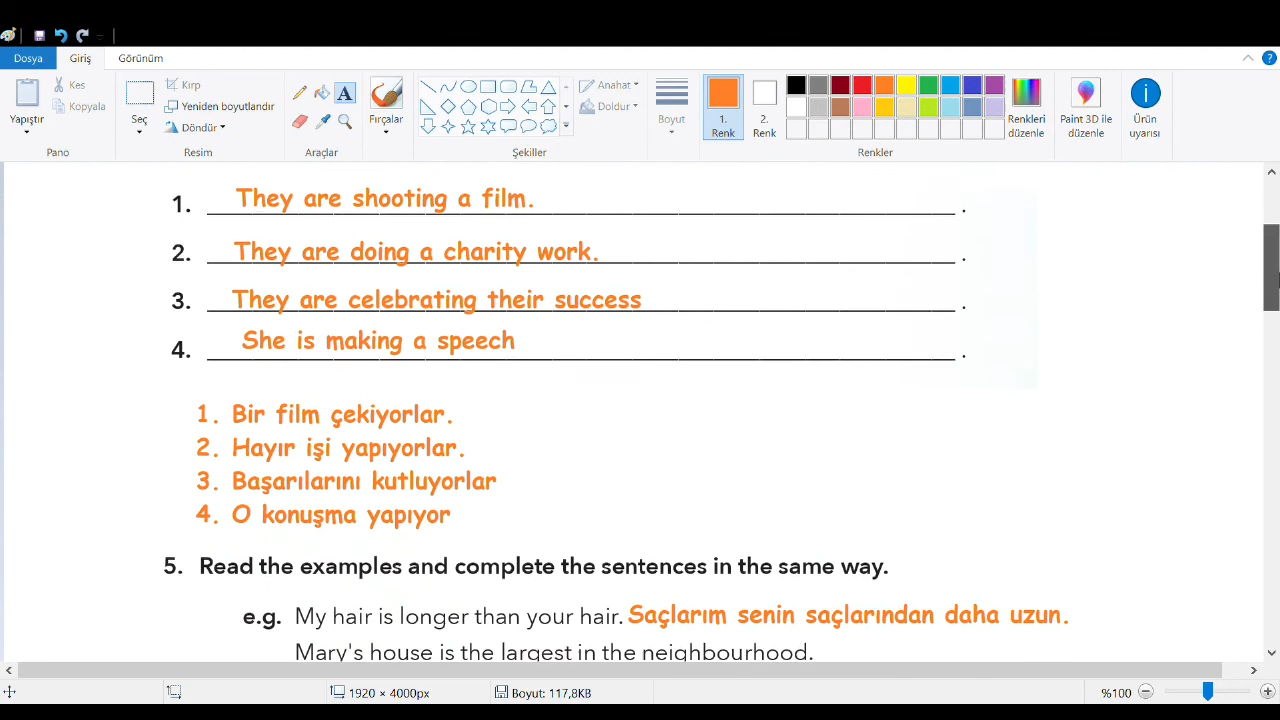 Dosya Giriş Görünüm
Yapıştır
Kes
Kopyala
Pano
Seç
Kırp
Yeniden boyutlandır
Döndür
Resim
Araçlar
Fırçalar
Şekiller
Anahat
Doldur
Boyut
1. Renk
2. Renk
Renkler
Renkleri düzenle
Paint 3D ile düzenle
Ürün uyarısı
1. They are shooting a film. .
2. They are doing a charity work. .
3. They are celebrating their success .
4. She is making a speech .
1. Bir film çekiyorlar.
2. Hayır işi yapıyorlar.
3. Başarılarını kutluyorlar
4. O konuşma yapıyor
5. Read the examples and complete the sentences in the same way.
e.g. My hair is longer than your hair. Saçlarım senin saçlarından daha uzun.
Mary's house is the largest in the neighbourhood.
1920 × 4000px Boyut: 117,8KB %100